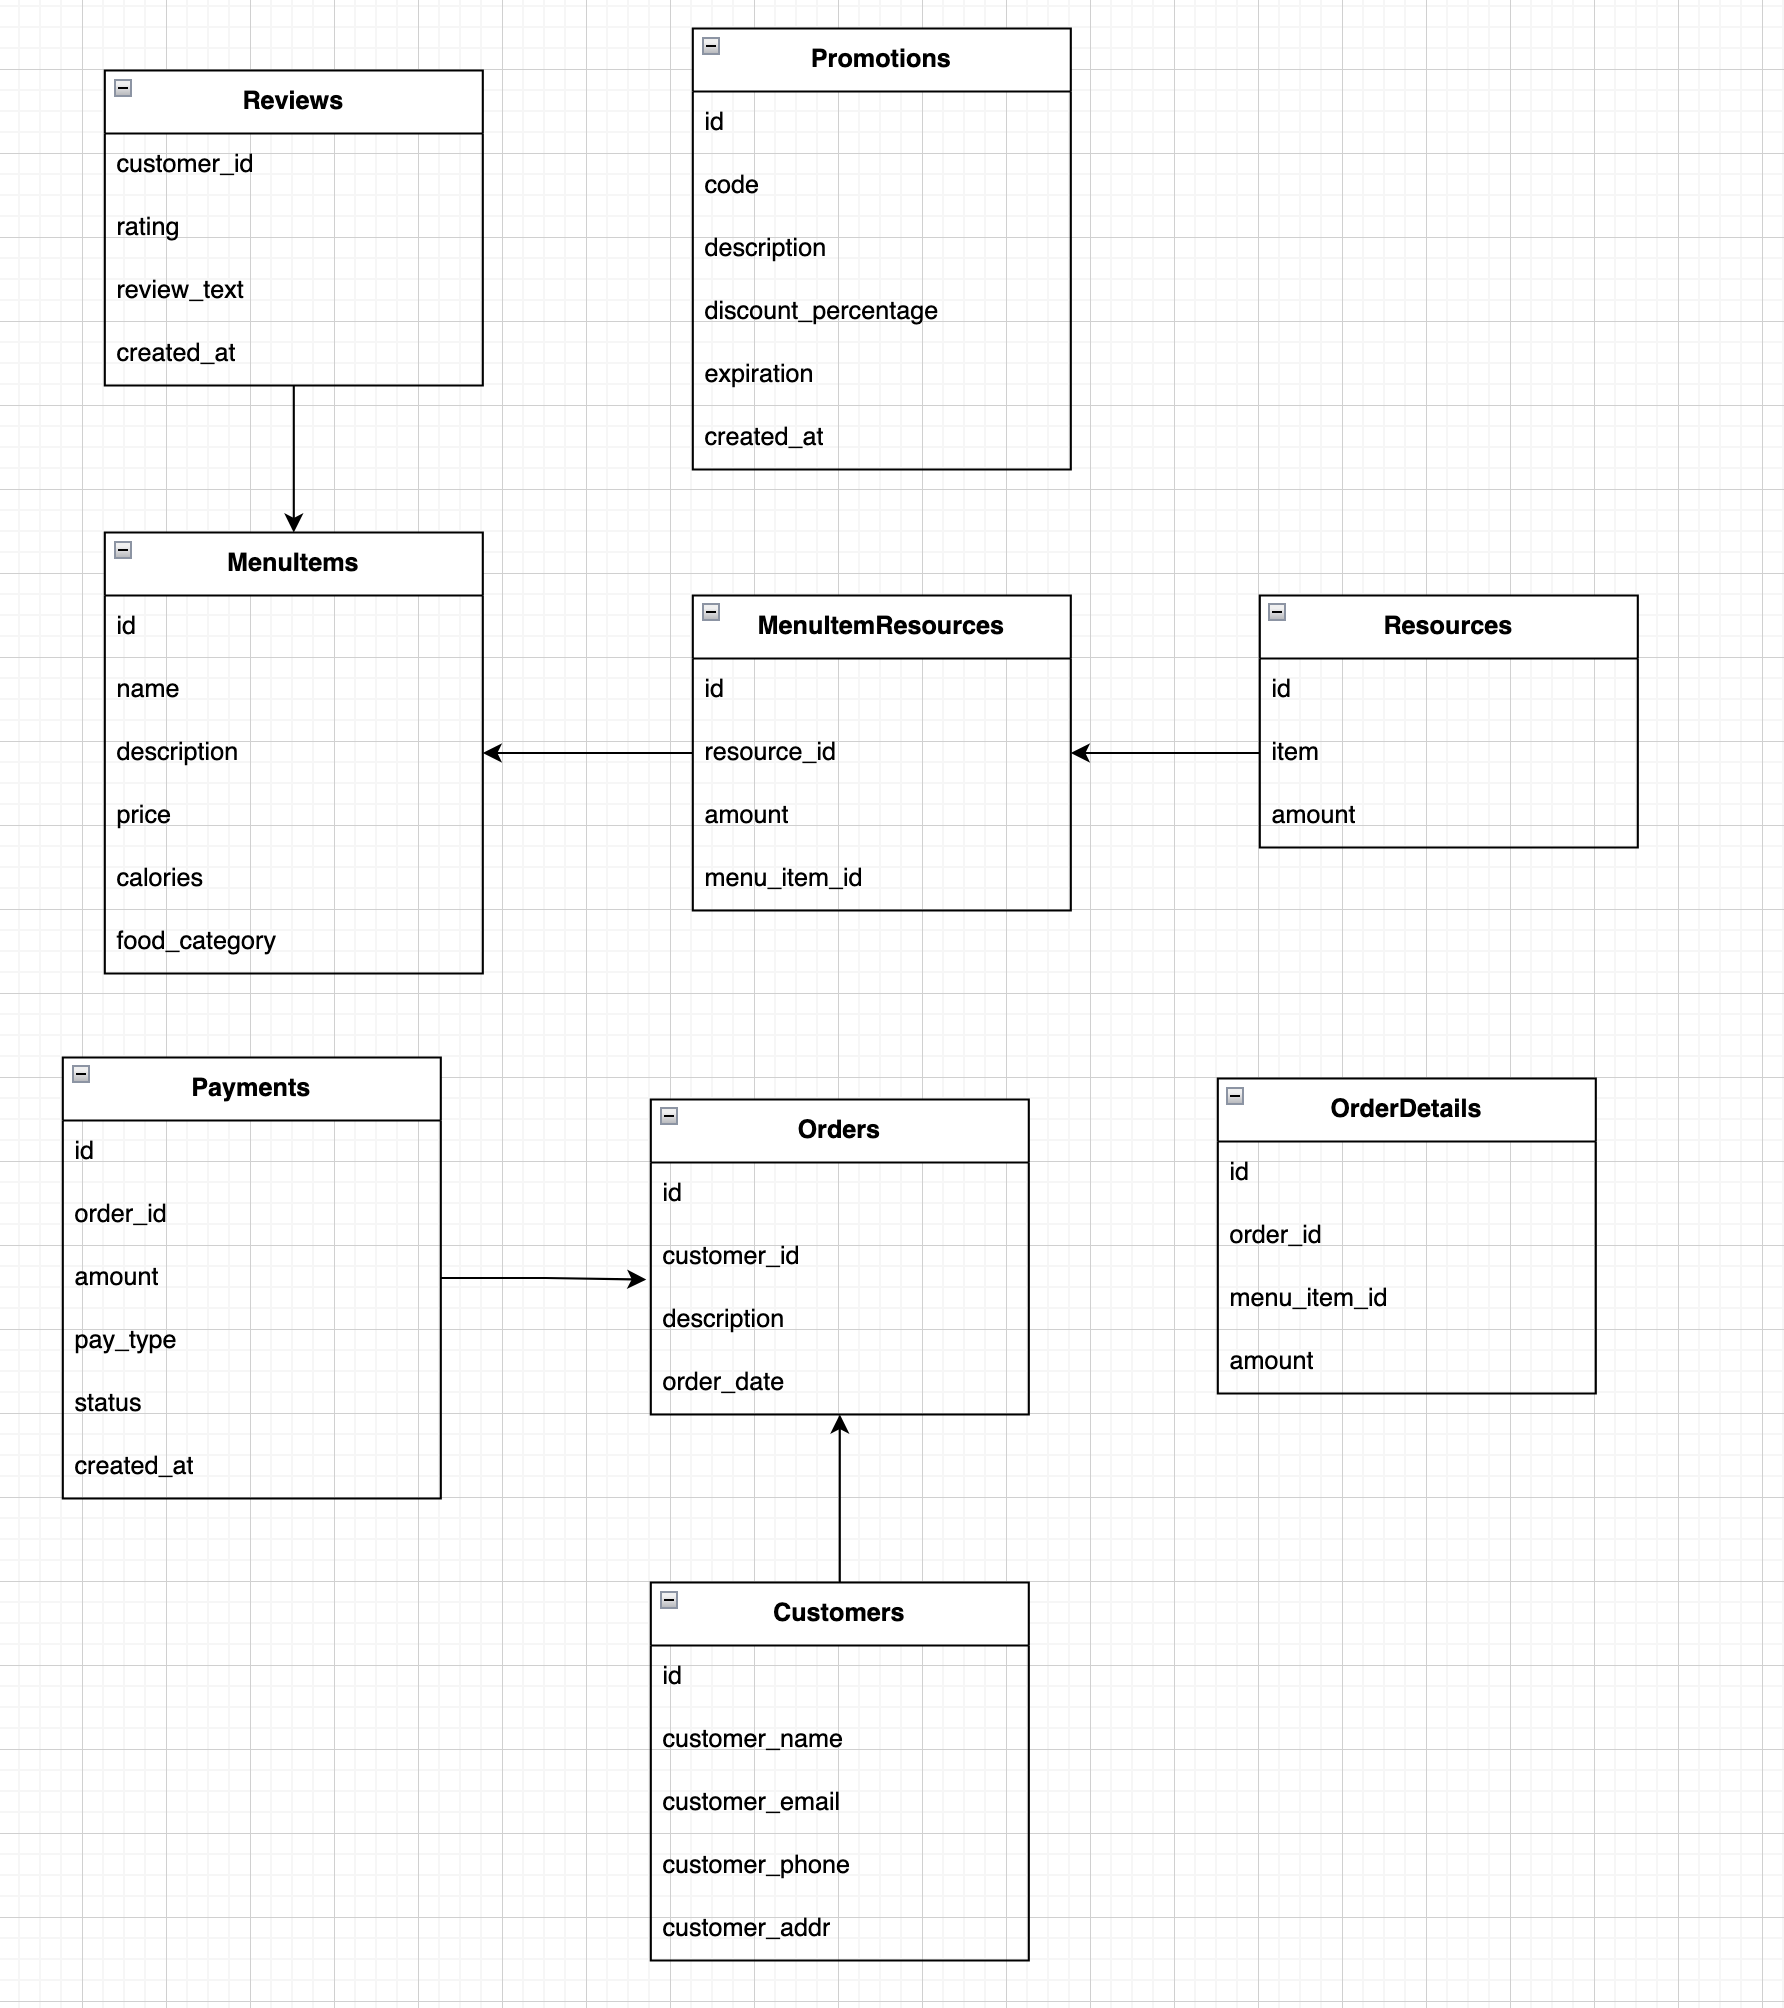 Promotions
id
code
description
discount_percentage
expiration
created_at
Reviews
customer_id
rating
review_text
created_at
MenuItems
id
name
description
price
calories
food_category
MenuItemResources
id
resource_id
amount
menu_item_id
Resources
id
item
amount
Payments
id
order_id
amount
pay_type
status
created_at
Orders
id
customer_id
description
order_date
OrderDetails
id
order_id
menu_item_id
amount
Customers
id
customer_name
customer_email
customer_phone
customer_addr